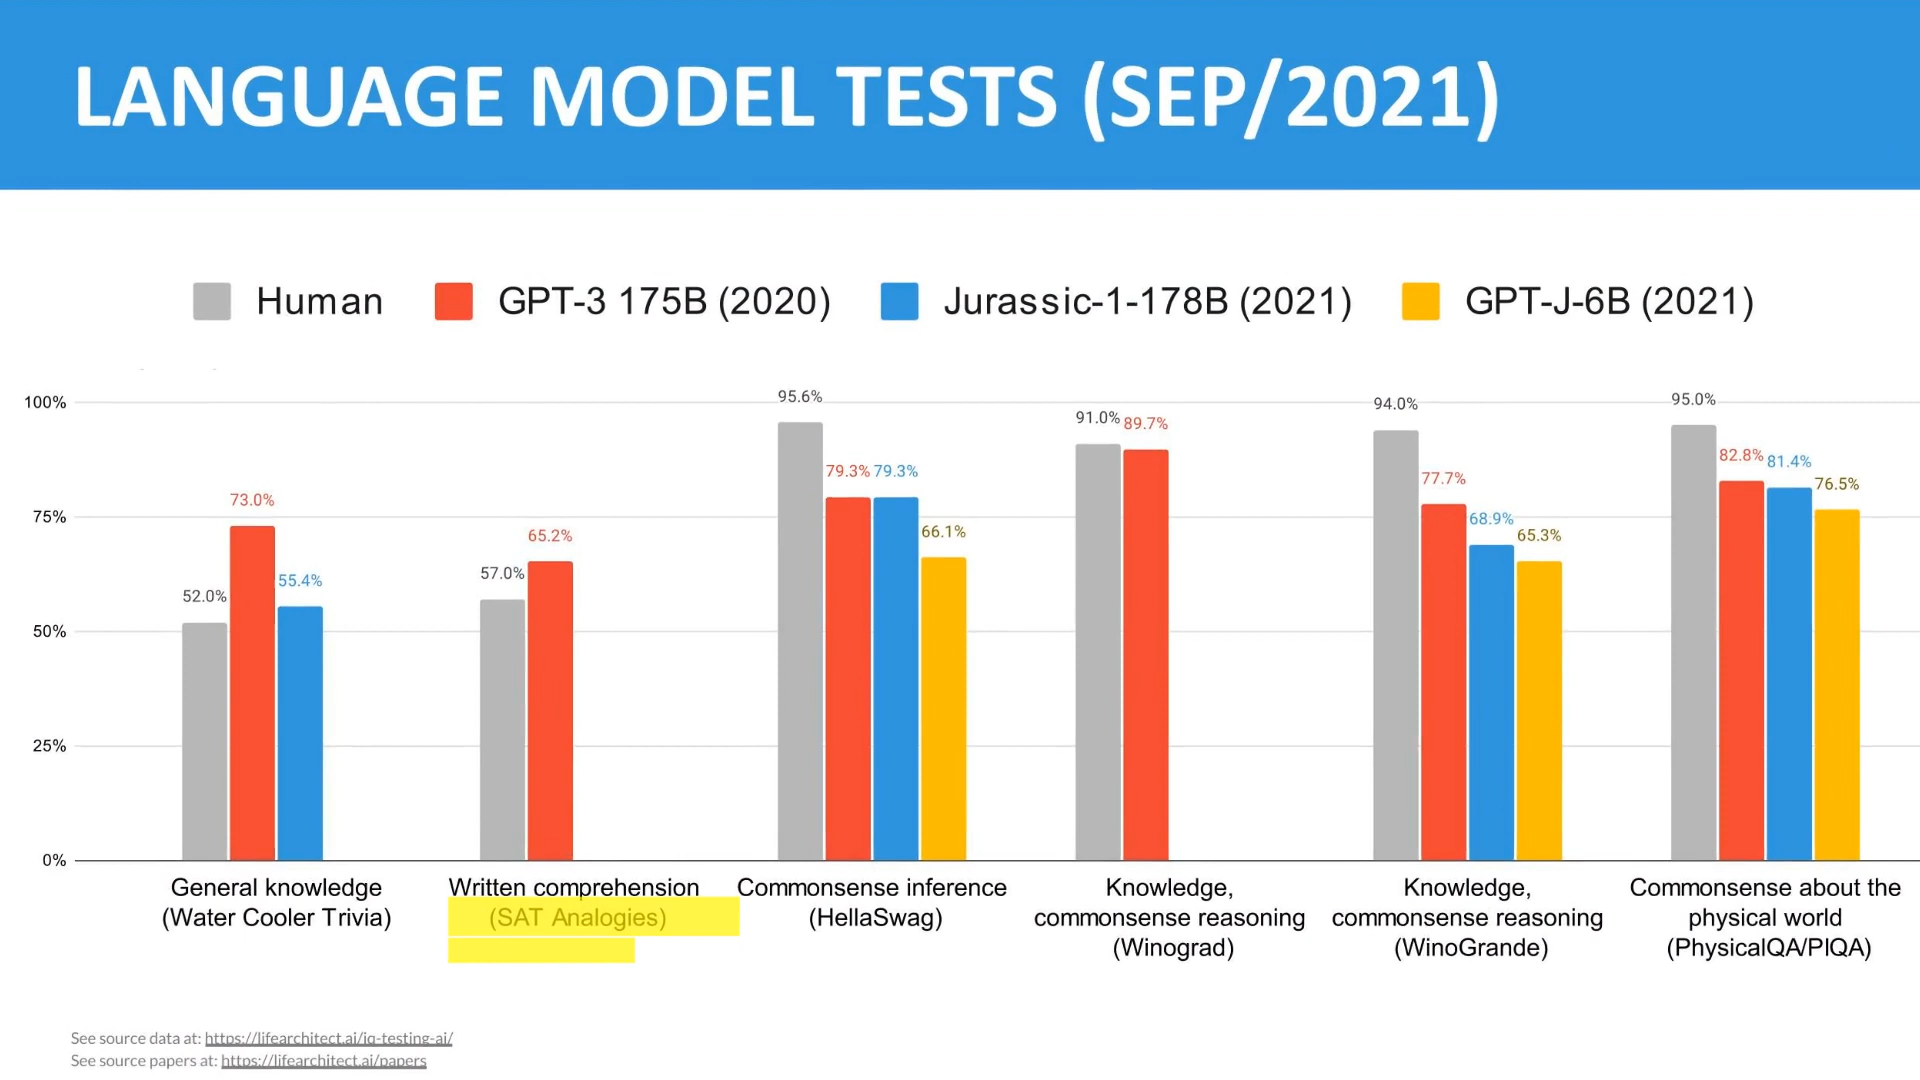 LANGUAGE MODEL TESTS (SEP/2021)
Human GPT-3 175B (2020) Jurassic-1-178B (2021) GPT-J-6B (2021)
100%
75%
50%
25%
0%
52.0% 73.0% 55.4%
57.0% 65.2%
95.6% 79.3% 79.3% 66.1%
91.0% 89.7%
94.0% 77.7% 68.9% 65.3%
95.0% 82.8% 81.4% 76.5%
General knowledge
(Water Cooler Trivia)
Written comprehension
(SAT Analogies)
Commonsense inference
(HellaSwag)
Knowledge,
commonsense reasoning
(Winograd)
Knowledge,
commonsense reasoning
(WinoGrande)
Commonsense about the
physical world
(PhysicalQA/PIQA)
See source data at: https://lifearchitect.ai/iq-testing-ai/
See source papers at: https://lifearchitect.ai/papers